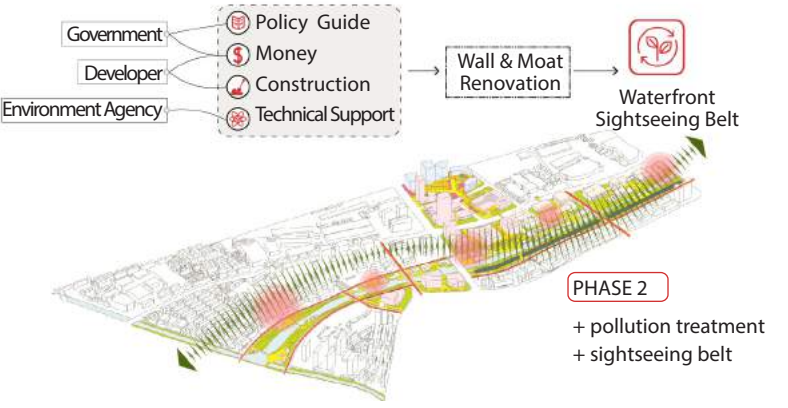 Government
Developer
Environment Agency
Policy Guide
$ Money
Construction
Technical Support
Wall & Moat
Renovation
Waterfront
Sightseeing Belt
PHASE 2
+ pollution treatment
+ sightseeing belt